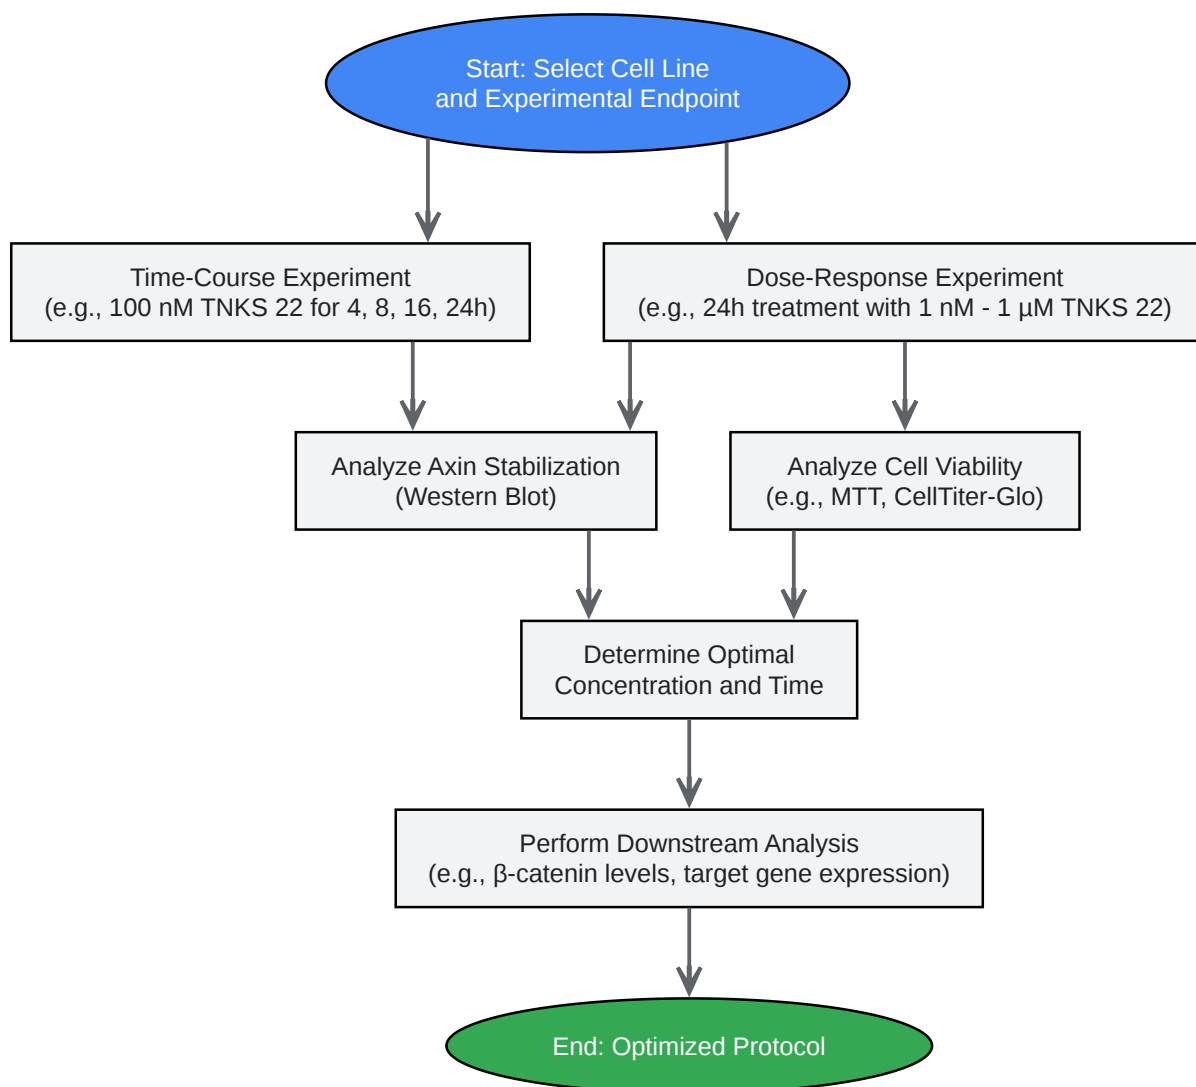 Start: Select Cell Line
and Experimental Endpoint
Time-Course Experiment
(e.g., 100 nM TNKS 22 for 4, 8, 16, 24h)
Dose-Response Experiment
(e.g., 24h treatment with 1 nM - 1 µM TNKS 22)
Analyze Axin Stabilization
(Western Blot)
Analyze Cell Viability
(e.g., MTT, CellTiter-Glo)
Determine Optimal
Concentration and Time
Perform Downstream Analysis
(e.g., β-catenin levels, target gene expression)
End: Optimized Protocol